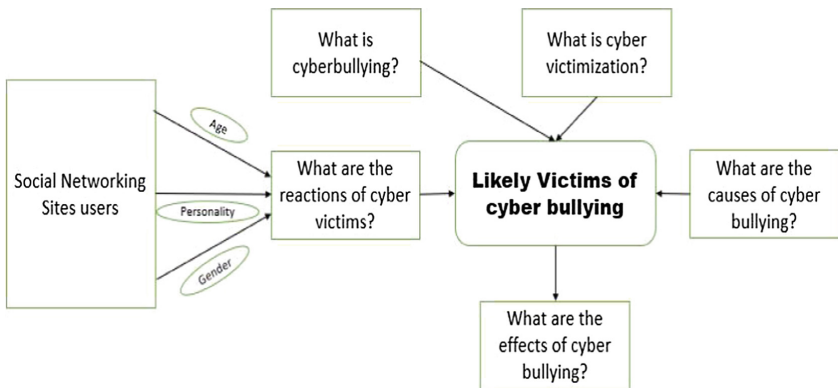 What is
cyberbullying?
What is cyber
victimization?
Social Networking
Sites users
Age
Personality
Gender
What are the
reactions of cyber
victims?
Likely Victims of
cyber bullying
What are the
causes of cyber
bullying?
What are the
effects of cyber
bullying?